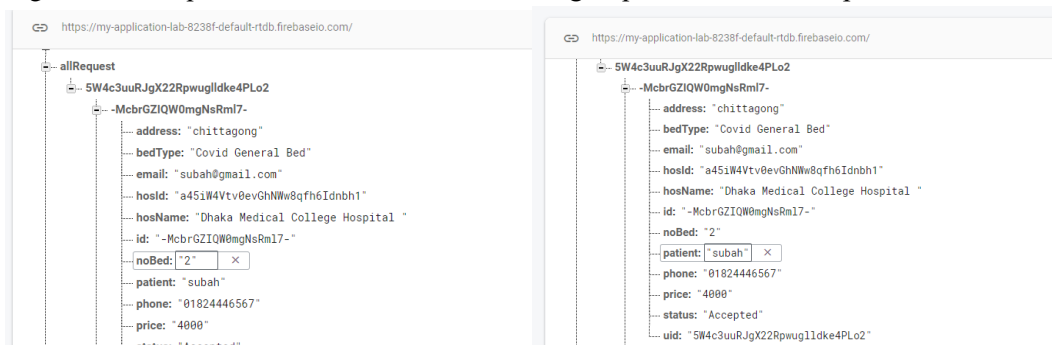 https://my-application-lab-8238f-default-rtdb.firebaseio.com/
allRequest
5W4c3uuRJgX22Rpwuglldke4PLo2
-McbrGZIQW0mgNsRml7-
address: "chittagong"
bedType: "Covid General Bed"
email: "subah@gmail.com"
hosId: "a45iW4Vtv0evGhNWw8qfh6Idnbh1"
hosName: "Dhaka Medical College Hospital "
id: "-McbrGZIQW0mgNsRml7-"
noBed: "2" ×
patient: "subah"
phone: "01824446567"
price: "4000"
status: "Accepted"
https://my-application-lab-8238f-default-rtdb.firebaseio.com/
5W4c3uuRJgX22Rpwuglldke4PLo2
-McbrGZIQW0mgNsRml7-
address: "chittagong"
bedType: "Covid General Bed"
email: "subah@gmail.com"
hosId: "a45iW4Vtv0evGhNWw8qfh6Idnbh1"
hosName: "Dhaka Medical College Hospital "
id: "-McbrGZIQW0mgNsRml7-"
noBed: "2"
patient: "subah" ×
phone: "01824446567"
price: "4000"
status: "Accepted"
uid: "5W4c3uuRJgX22Rpwuglldke4PLo2"